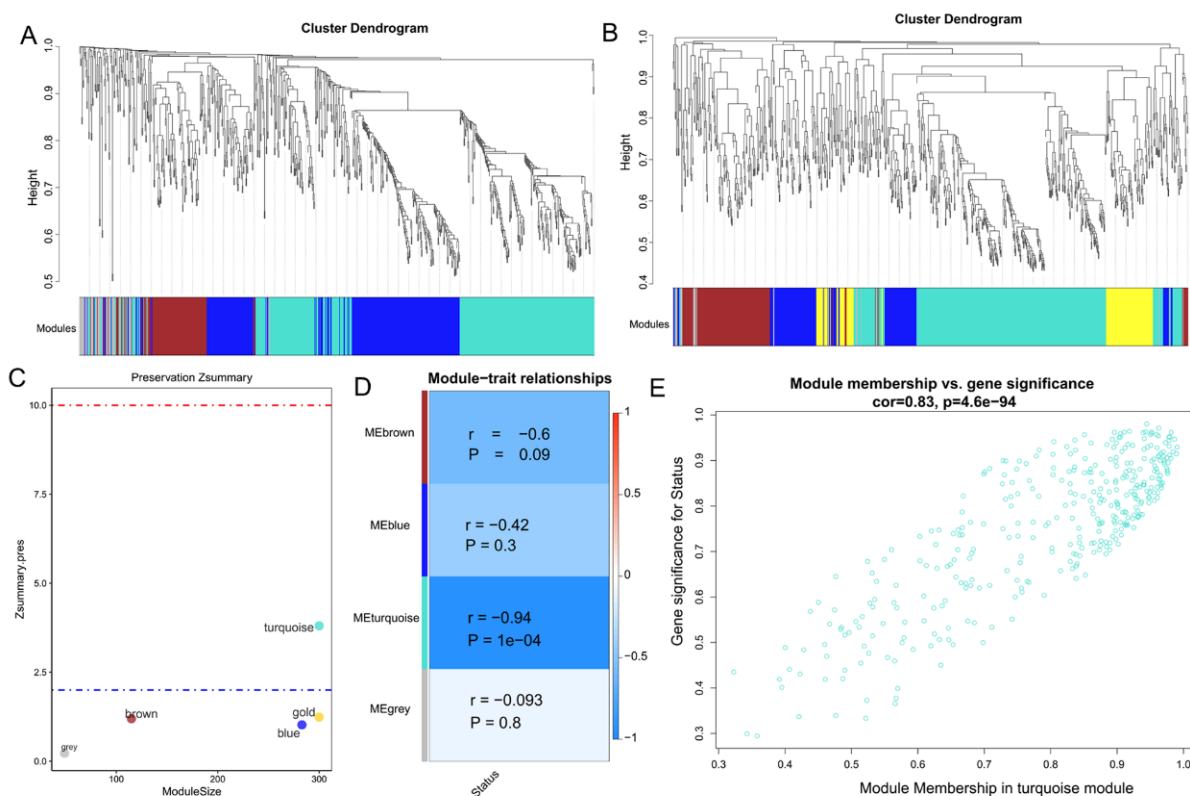 A
Cluster Dendrogram
Height
1.0
0.9
0.8
0.7
0.6
0.5
Modules
B
Cluster Dendrogram
Height
1.0
0.9
0.8
0.7
0.6
0.5
0.4
Modules
C
Preservation Zsummary
Zsummary.pres
10.0
7.5
5.0
2.5
0.0
turquoise
brown
gold
blue
grey
100
200
300
ModuleSize
D
Module−trait relationships
MEbrown
r = −0.6
P = 0.09
MEblue
r = −0.42
P = 0.3
MEturquoise
r = −0.94
P = 1e−04
MEgrey
r = −0.093
P = 0.8
Status
1
0.5
0
−0.5
−1
E
Module membership vs. gene significance
cor=0.83, p=4.6e−94
Gene significance for Status
1.0
0.9
0.8
0.7
0.6
0.5
0.4
0.3
0.3
0.4
0.5
0.6
0.7
0.8
0.9
1.0
Module Membership in turquoise module